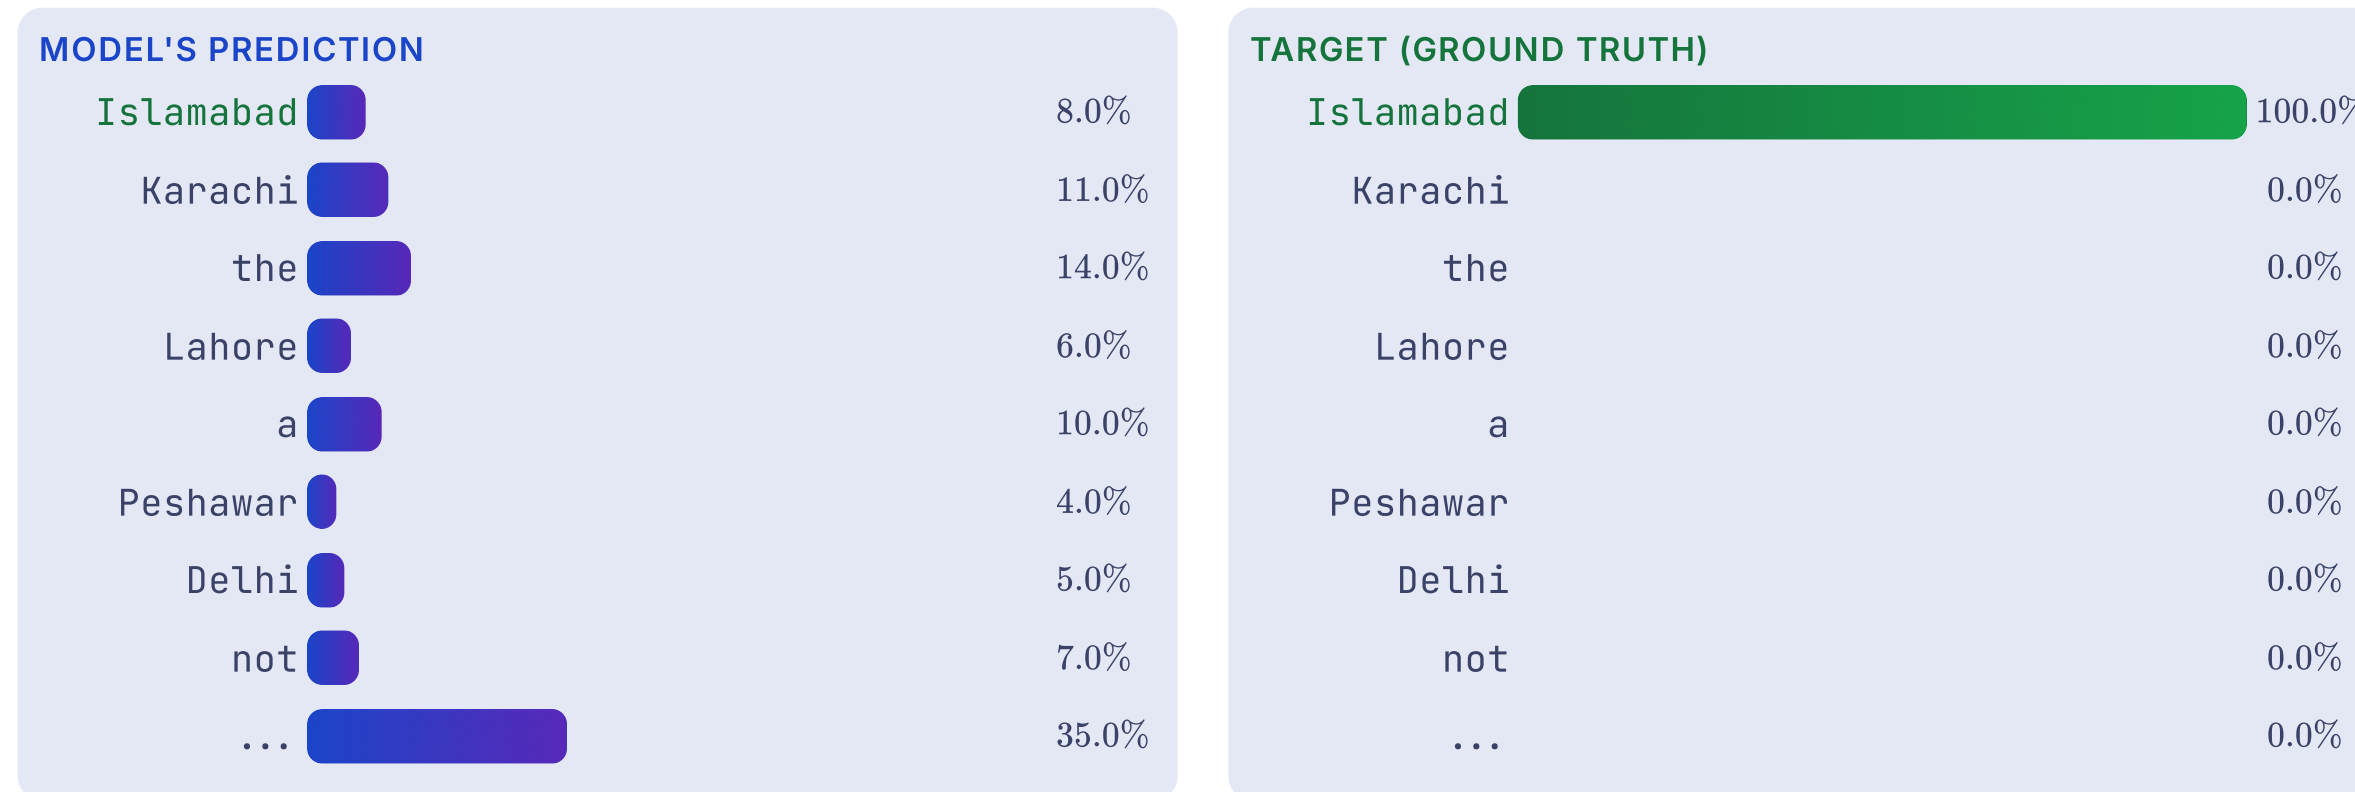 MODEL'S PREDICTION
Islamabad 8.0%
Karachi 11.0%
the 14.0%
Lahore 6.0%
a 10.0%
Peshawar 4.0%
Delhi 5.0%
not 7.0%
... 35.0%
TARGET (GROUND TRUTH)
Islamabad 100.0%
Karachi 0.0%
the 0.0%
Lahore 0.0%
a 0.0%
Peshawar 0.0%
Delhi 0.0%
not 0.0%
... 0.0%